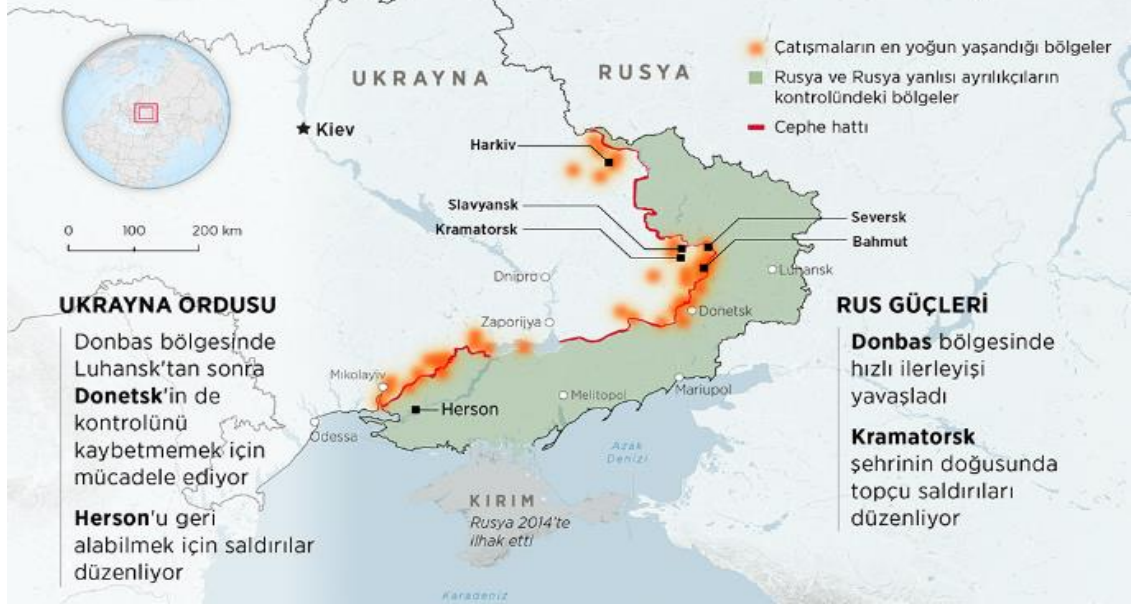 UKRAYNA
RUSYA
Çatışmaların en yoğun yaşandığı bölgeler
Rusya ve Rusya yanlısı ayrılıkçıların
kontrolündeki bölgeler
Cephe hattı
Kiev
Harkiv
Slavyansk
Kramatorsk
Seversk
Bahmut
0 100 200 km
Dnipro
Luhansk
Donetsk
Zaporijya
Mikolayiv
Melitopol
Mariupol
Herson
Odessa
Azak
Denizi
KIRIM
Rusya 2014'te
ilhak etti
Karadeniz
UKRAYNA ORDUSU
Donbas bölgesinde
Luhansk'tan sonra
Donetsk'in de
kontrolünü
kaybetmemek için
mücadele ediyor
Herson'u geri
alabilmek için saldırılar
düzenliyor
RUS GÜÇLERİ
Donbas bölgesinde
hızlı ilerleyişi
yavaşladı
Kramatorsk
şehrinin doğusunda
topçu saldırıları
düzenliyor